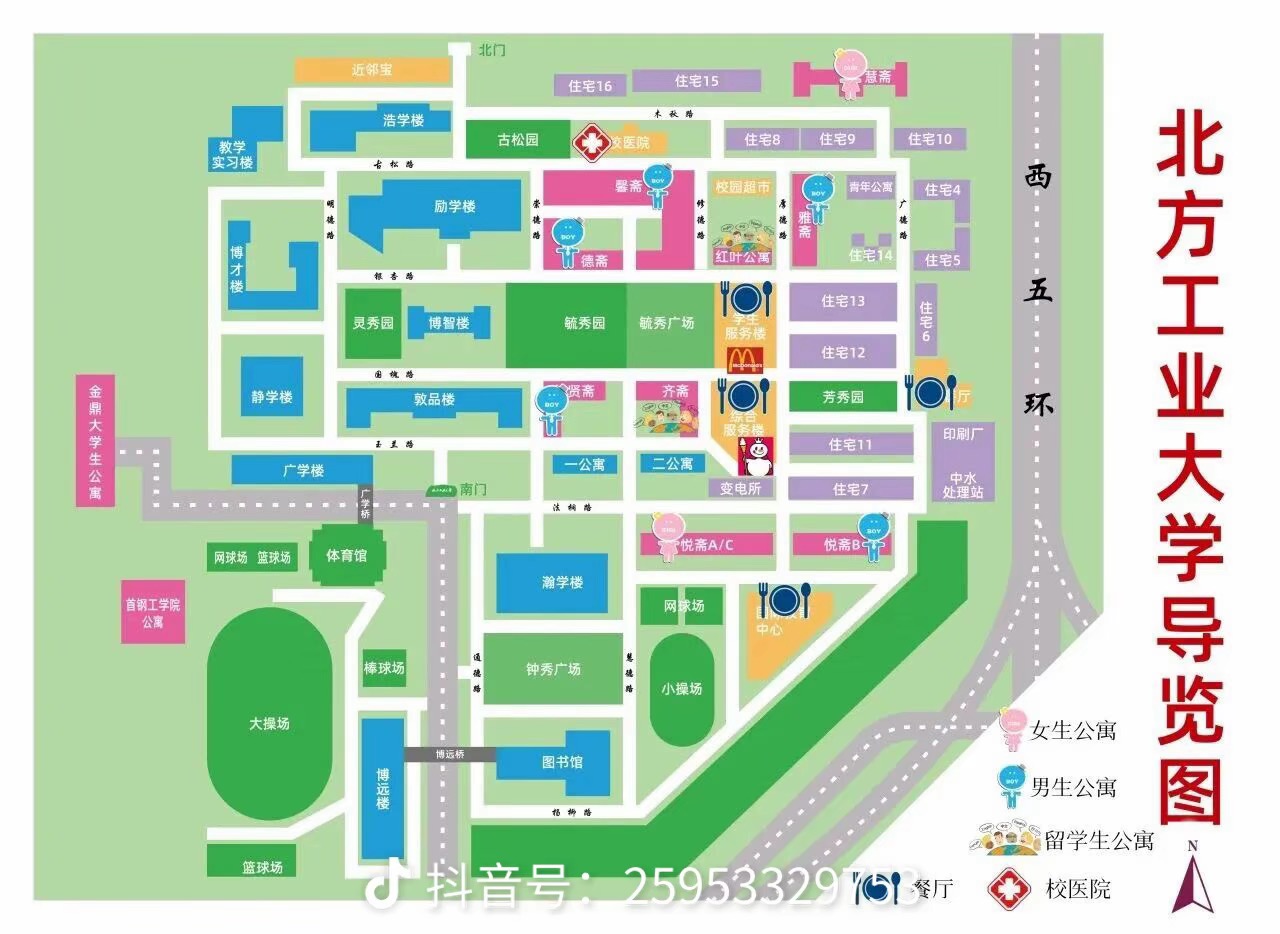 北方工业大学导览图
北门
近邻宝
住宅16
住宅15
慧斋
浩学楼
木秋路
古松园
校医院
住宅8
住宅9
住宅10
教学
实习楼
古松路
西五环
明德路
励学楼
崇德路
馨斋
BOY
修德路
校园超市
厚德路
BOY
雅斋
青年公寓
广德路
住宅4
博才楼
BOY
德斋
红叶公寓
住宅14
住宅5
银杏路
灵秀园
博智楼
毓秀园
毓秀广场
学生
服务楼
McDonald's
住宅13
住宅12
住宅6
国槐路
金鼎大学生公寓
静学楼
敦品楼
BOY
贤斋
齐斋
综合
服务楼
芳秀园
餐厅
玉兰路
住宅11
印刷厂
中水
处理站
广学楼
一公寓
二公寓
变电所
住宅7
南门
广学桥
法桐路
网球场
篮球场
体育馆
悦斋A/C
悦斋B
BOY
首钢工学院
公寓
瀚学楼
网球场
中心
棒球场
通德路
钟秀广场
慧德路
小操场
大操场
博远楼
博远桥
图书馆
杨柳路
篮球场
女生公寓
BOY
男生公寓
留学生公寓
餐厅
校医院
N
抖音号：25953329753